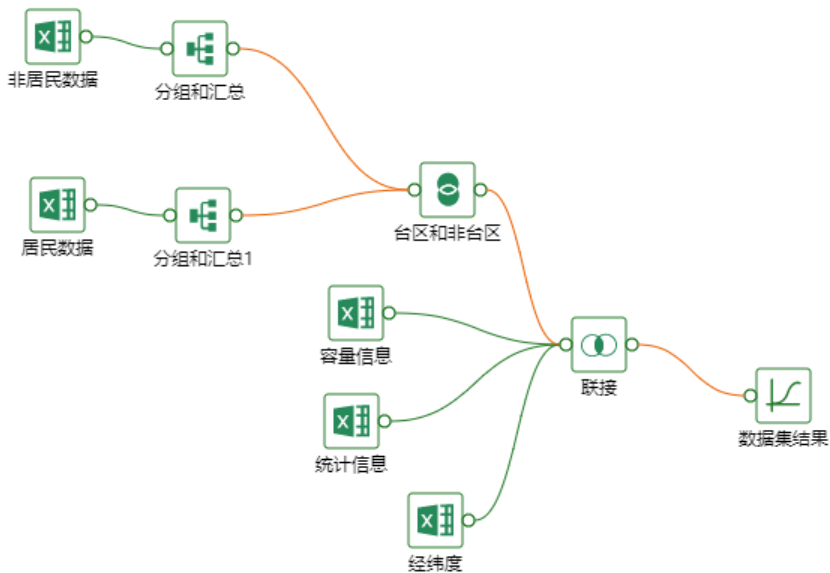 非居民数据
分组和汇总
居民数据
分组和汇总1
台区和非台区
容量信息
联接
统计信息
数据集结果
经纬度